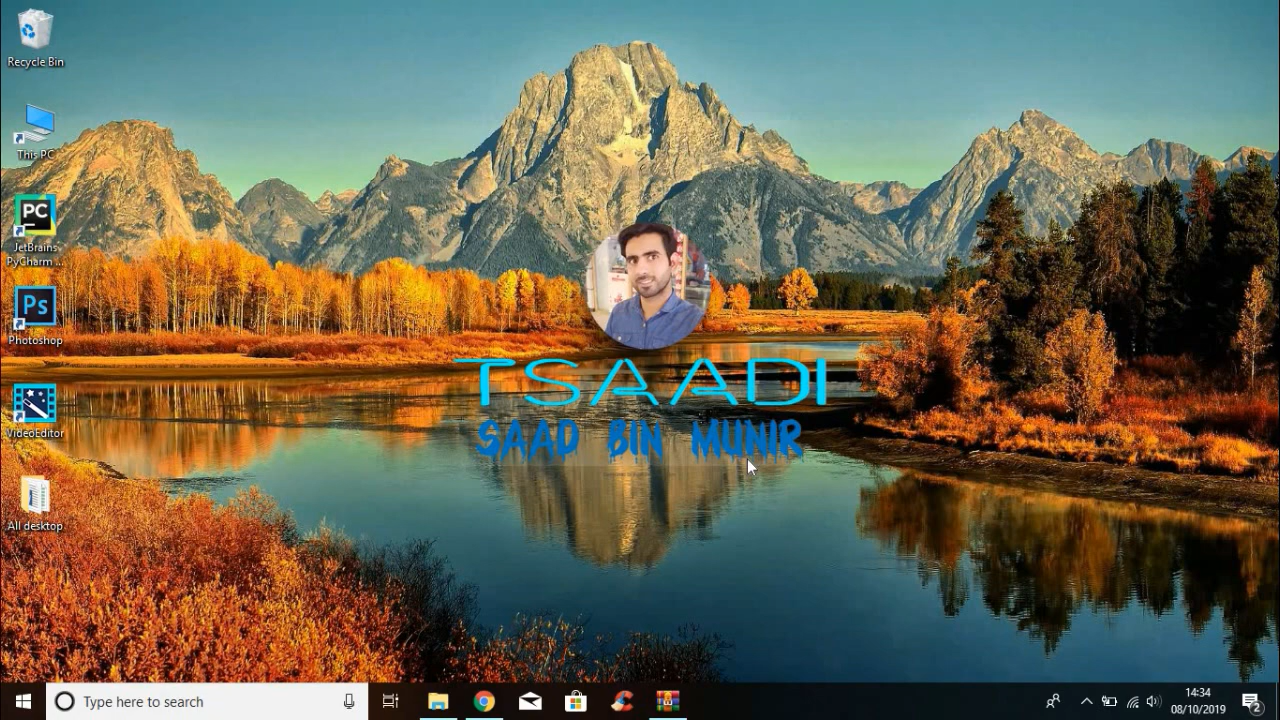 Recycle Bin
This PC
PC
JetBrains
PyCharm ...
Ps
Photoshop
VideoEditor
All desktop
TSAADI
SAAD BIN MUNIR
Type here to search
14:34
08/10/2019
2